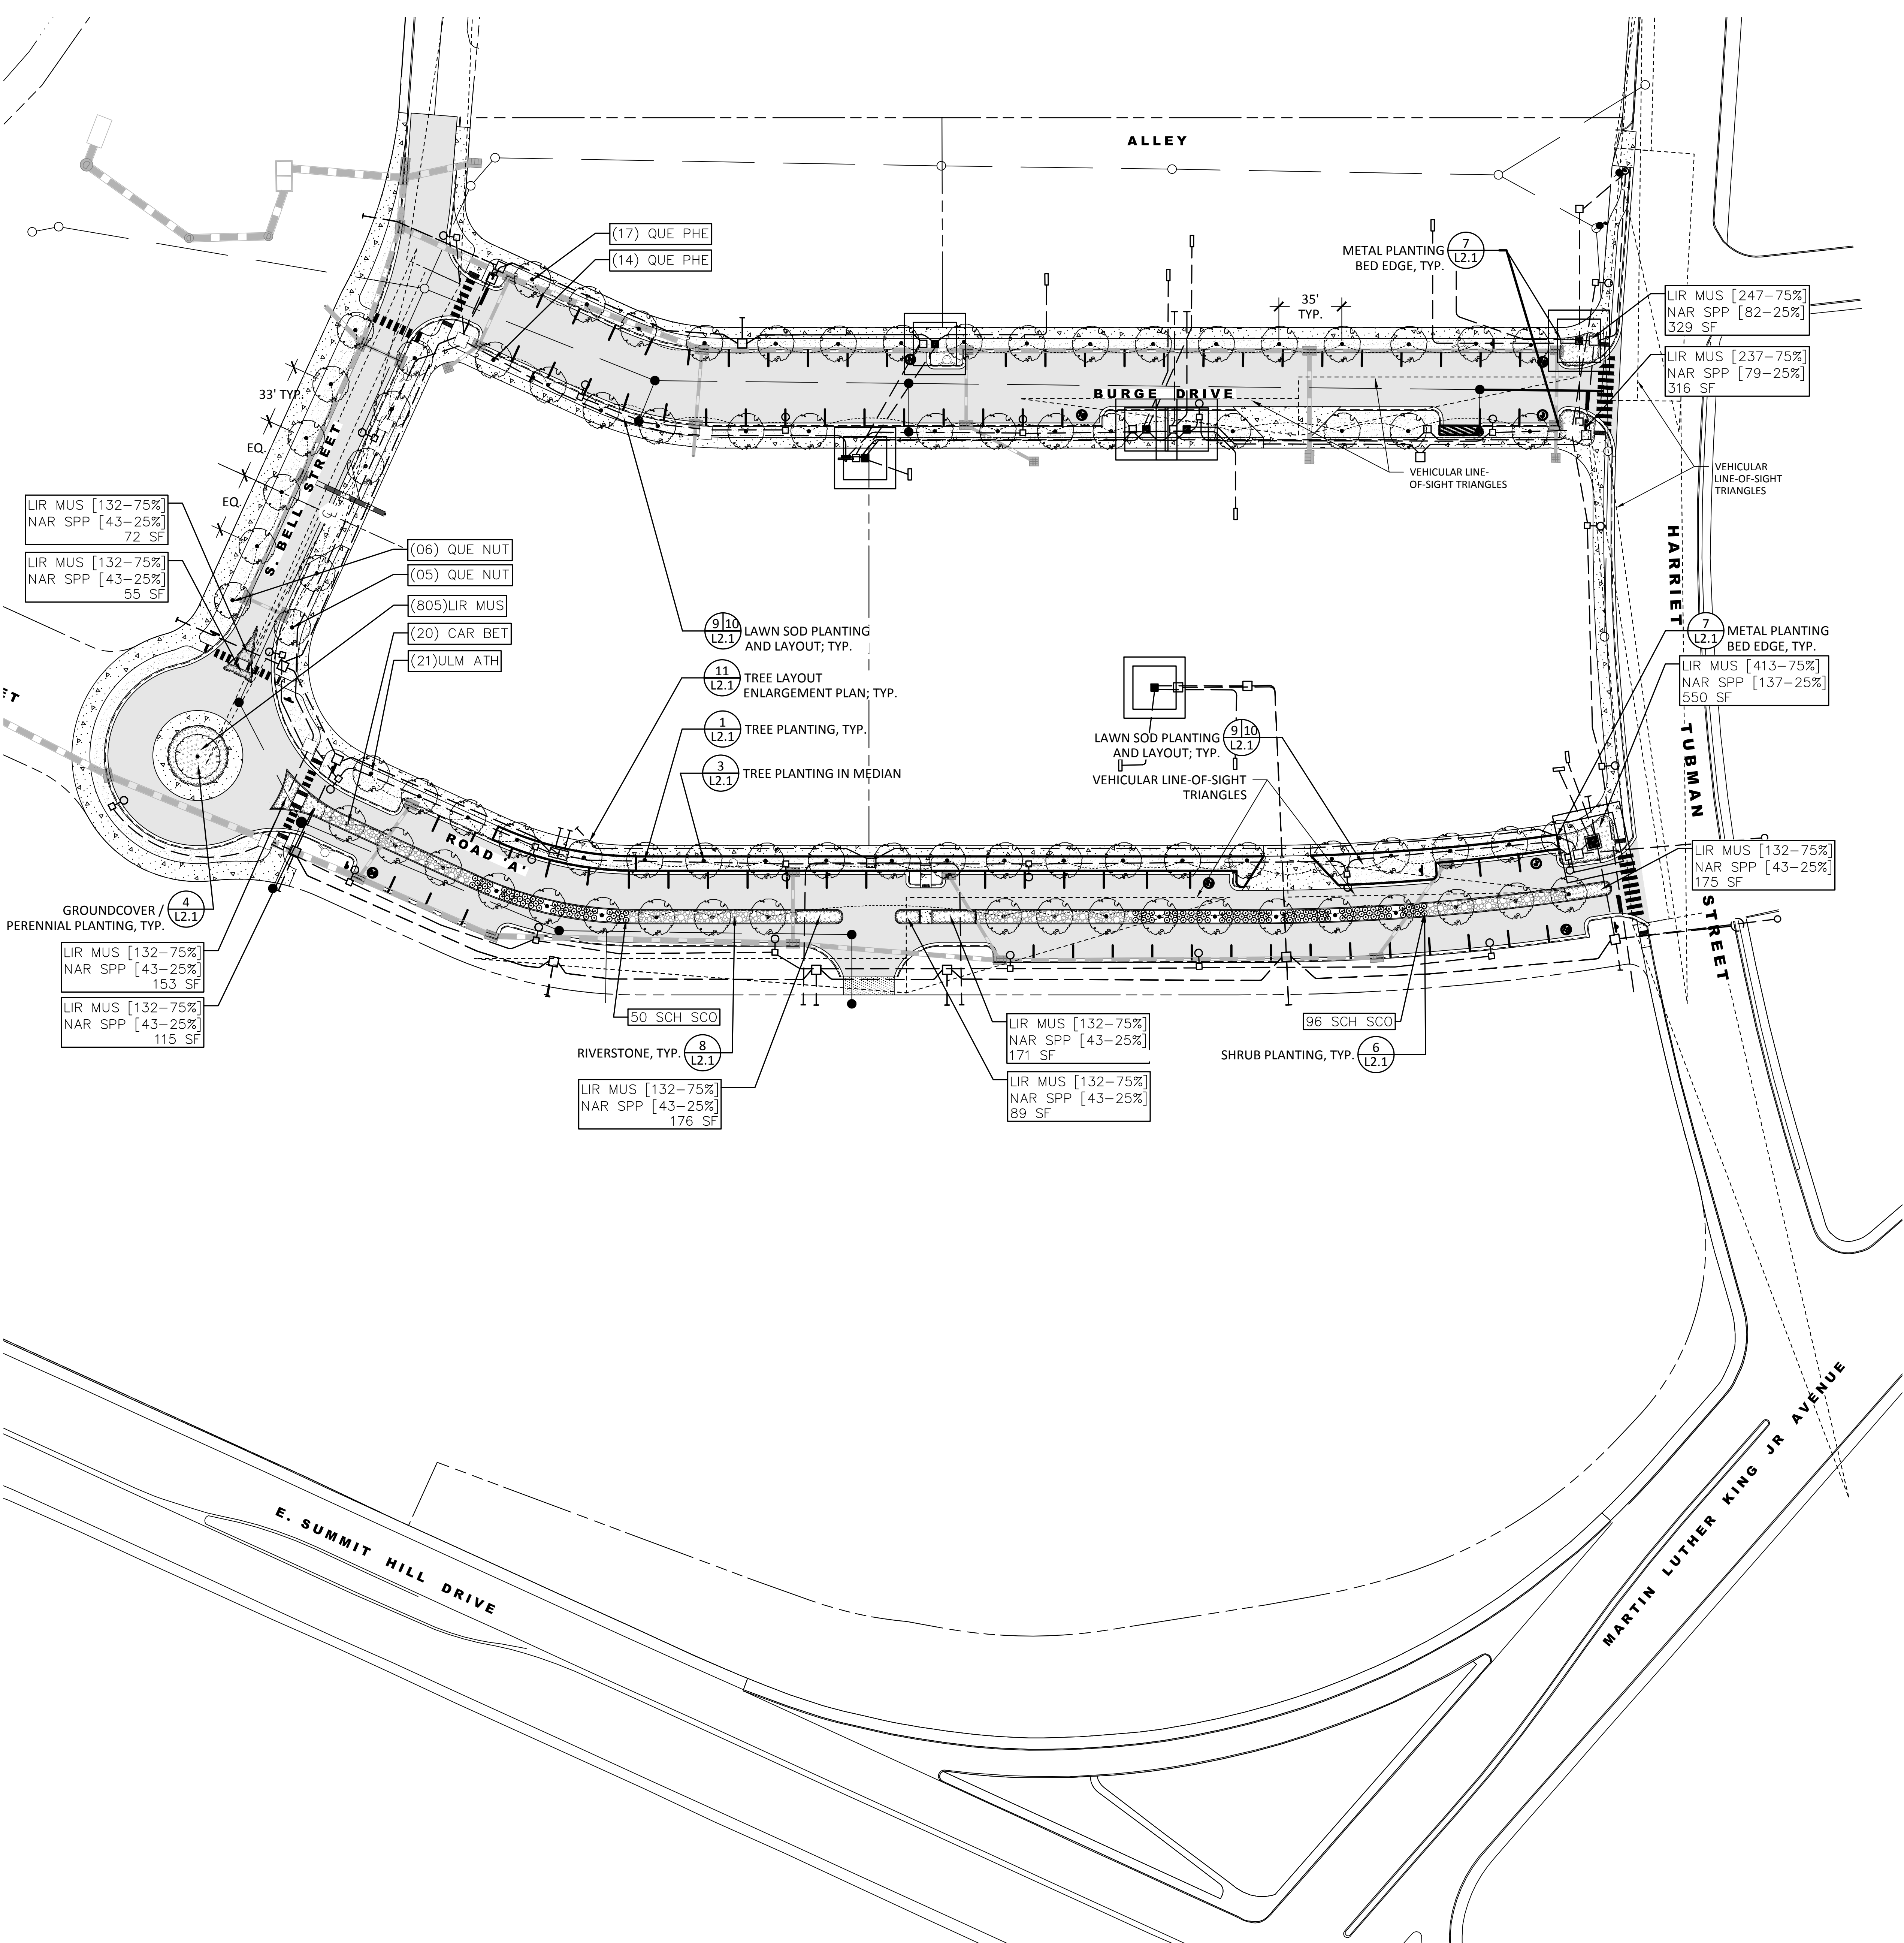 ALLEY
(17) QUE PHE
(14) QUE PHE
METAL PLANTING
BED EDGE, TYP.
7
L2.1
35'
TYP.
LIR MUS [247-75%]
NAR SPP [82-25%]
329 SF
LIR MUS [237-75%]
NAR SPP [79-25%]
316 SF
BURGE DRIVE
33' TYP.
EQ.
EQ.
S. BELL STREET
VEHICULAR LINE-
OF-SIGHT TRIANGLES
VEHICULAR
LINE-OF-SIGHT
TRIANGLES
LIR MUS [132-75%]
NAR SPP [43-25%]
72 SF
LIR MUS [132-75%]
NAR SPP [43-25%]
55 SF
(06) QUE NUT
(05) QUE NUT
(805)LIR MUS
(20) CAR BET
(21)ULM ATH
9|10
L2.1
LAWN SOD PLANTING
AND LAYOUT; TYP.
11
L2.1
TREE LAYOUT
ENLARGEMENT PLAN; TYP.
1
L2.1
TREE PLANTING, TYP.
3
L2.1
TREE PLANTING IN MEDIAN
LAWN SOD PLANTING
AND LAYOUT; TYP.
9|10
L2.1
VEHICULAR LINE-OF-SIGHT
TRIANGLES
HARRIET TUBMAN STREET
7
L2.1
METAL PLANTING
BED EDGE, TYP.
LIR MUS [413-75%]
NAR SPP [137-25%]
550 SF
ET
ROAD 'A'
LIR MUS [132-75%]
NAR SPP [43-25%]
175 SF
GROUNDCOVER /
PERENNIAL PLANTING, TYP.
4
L2.1
LIR MUS [132-75%]
NAR SPP [43-25%]
153 SF
LIR MUS [132-75%]
NAR SPP [43-25%]
115 SF
50 SCH SCO
RIVERSTONE, TYP.
8
L2.1
LIR MUS [132-75%]
NAR SPP [43-25%]
176 SF
LIR MUS [132-75%]
NAR SPP [43-25%]
171 SF
LIR MUS [132-75%]
NAR SPP [43-25%]
89 SF
96 SCH SCO
SHRUB PLANTING, TYP.
6
L2.1
E. SUMMIT HILL DRIVE
MARTIN LUTHER KING JR AVENUE